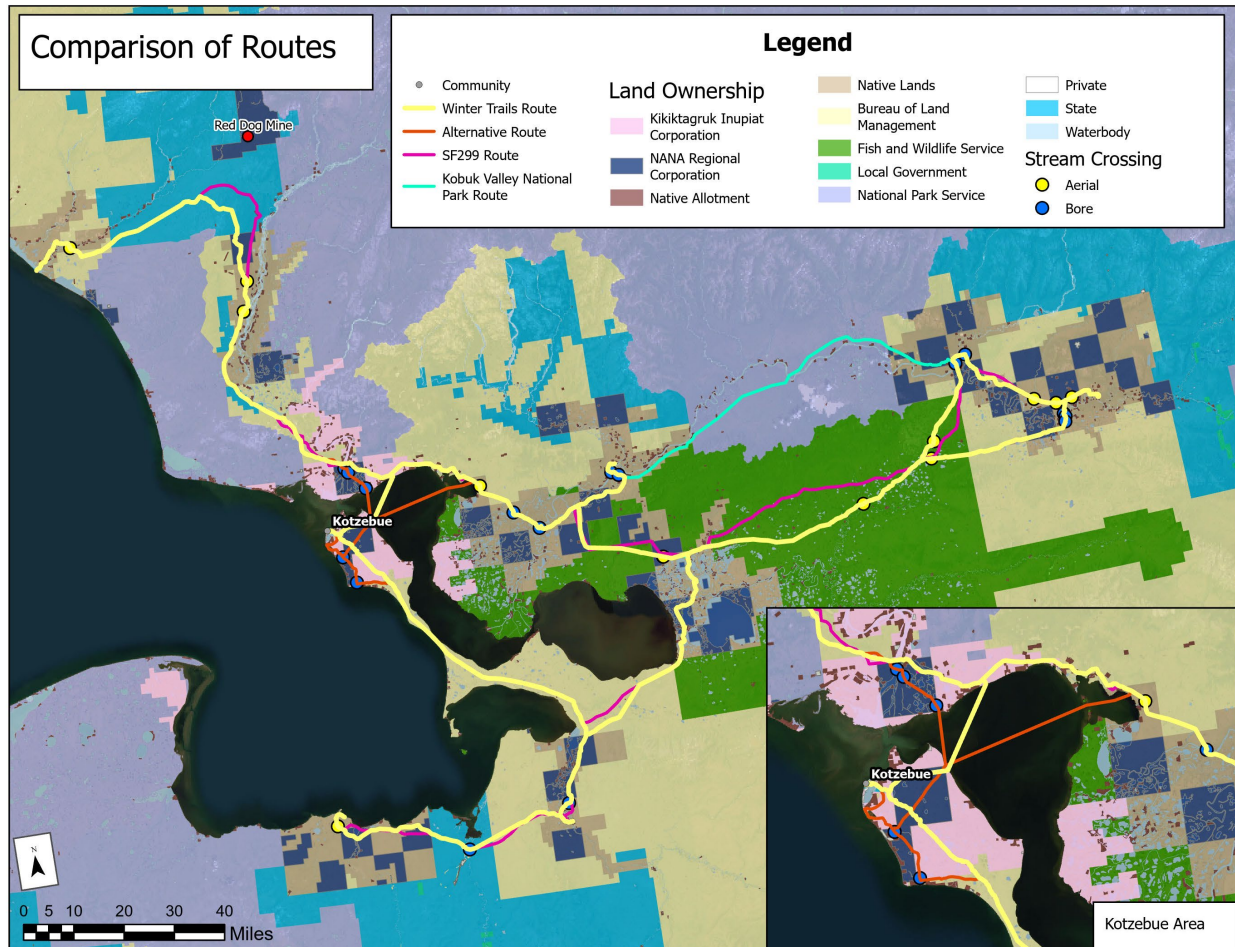 Comparison of Routes
Legend
Community
Winter Trails Route
Alternative Route
SF299 Route
Kobuk Valley National
Park Route
Land Ownership
Kikiktagruk Inupiat
Corporation
NANA Regional
Corporation
Native Allotment
Native Lands
Bureau of Land
Management
Fish and Wildlife Service
Local Government
National Park Service
Private
State
Waterbody
Stream Crossing
Aerial
Bore
Red Dog Mine
Kotzebue
Kotzebue
N
0 5 10 20 30 40
Miles
Kotzebue Area